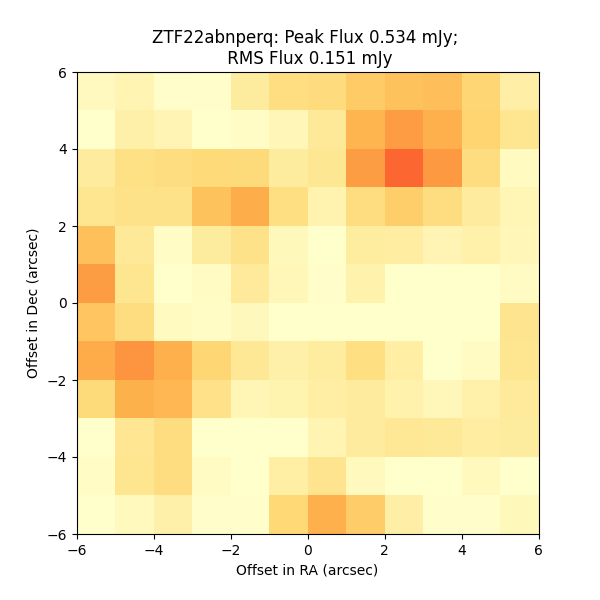 ZTF22abnperq: Peak Flux 0.534 mJy;
RMS Flux 0.151 mJy
6
4
2
0
−2
−4
−6
Offset in Dec (arcsec)
−6 −4 −2 0 2 4 6
Offset in RA (arcsec)